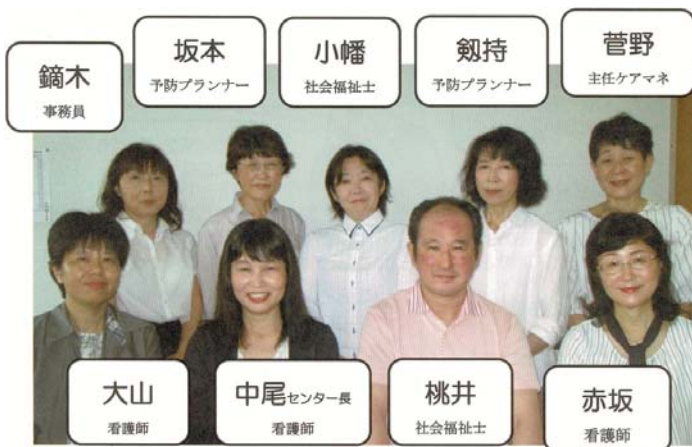 鏑木
事務員
坂本
予防プランナー
小幡
社会福祉士
剱持
予防プランナー
菅野
主任ケアマネ
大山
看護師
中尾センター長
看護師
桃井
社会福祉士
赤坂
看護師